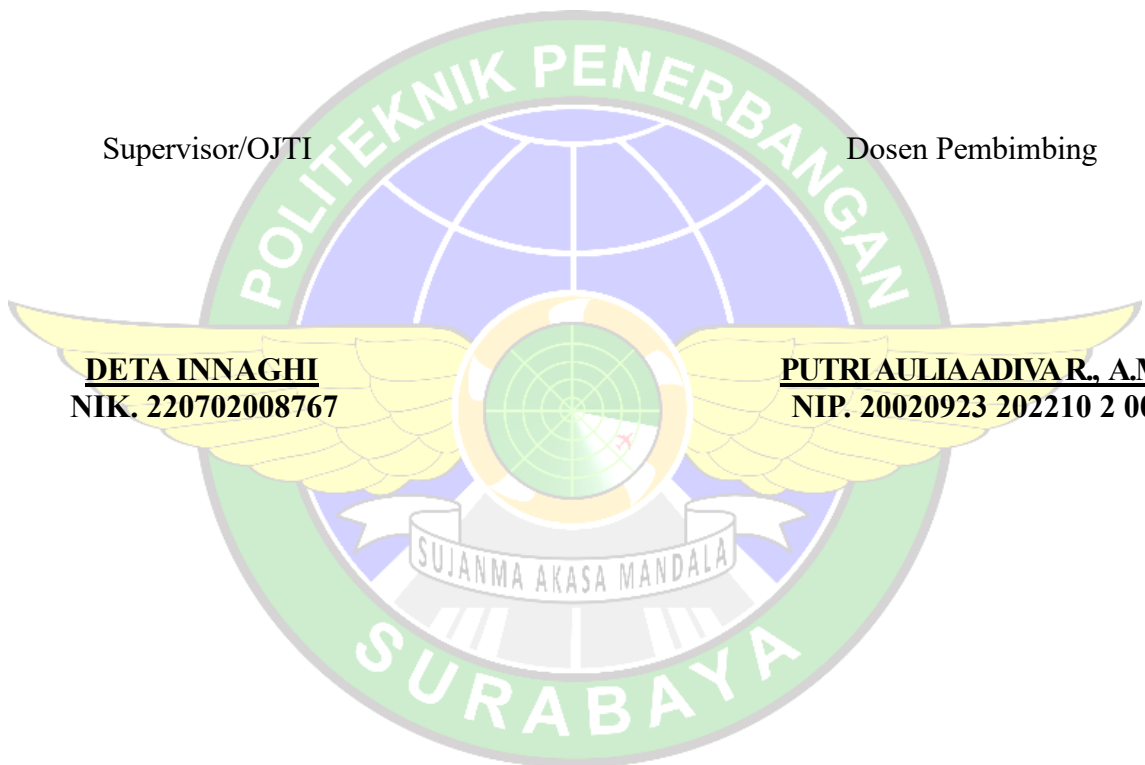 POLITEKNIK PENERBANGAN
Supervisor/OJTI
Dosen Pembimbing
DETA INNAGHI
PUTRI AULIA ADIVA R., A.M
NIK. 220702008767
NIP. 20020923 202210 2 00
SUJANMA AKASA MANDALA
SURABAYA